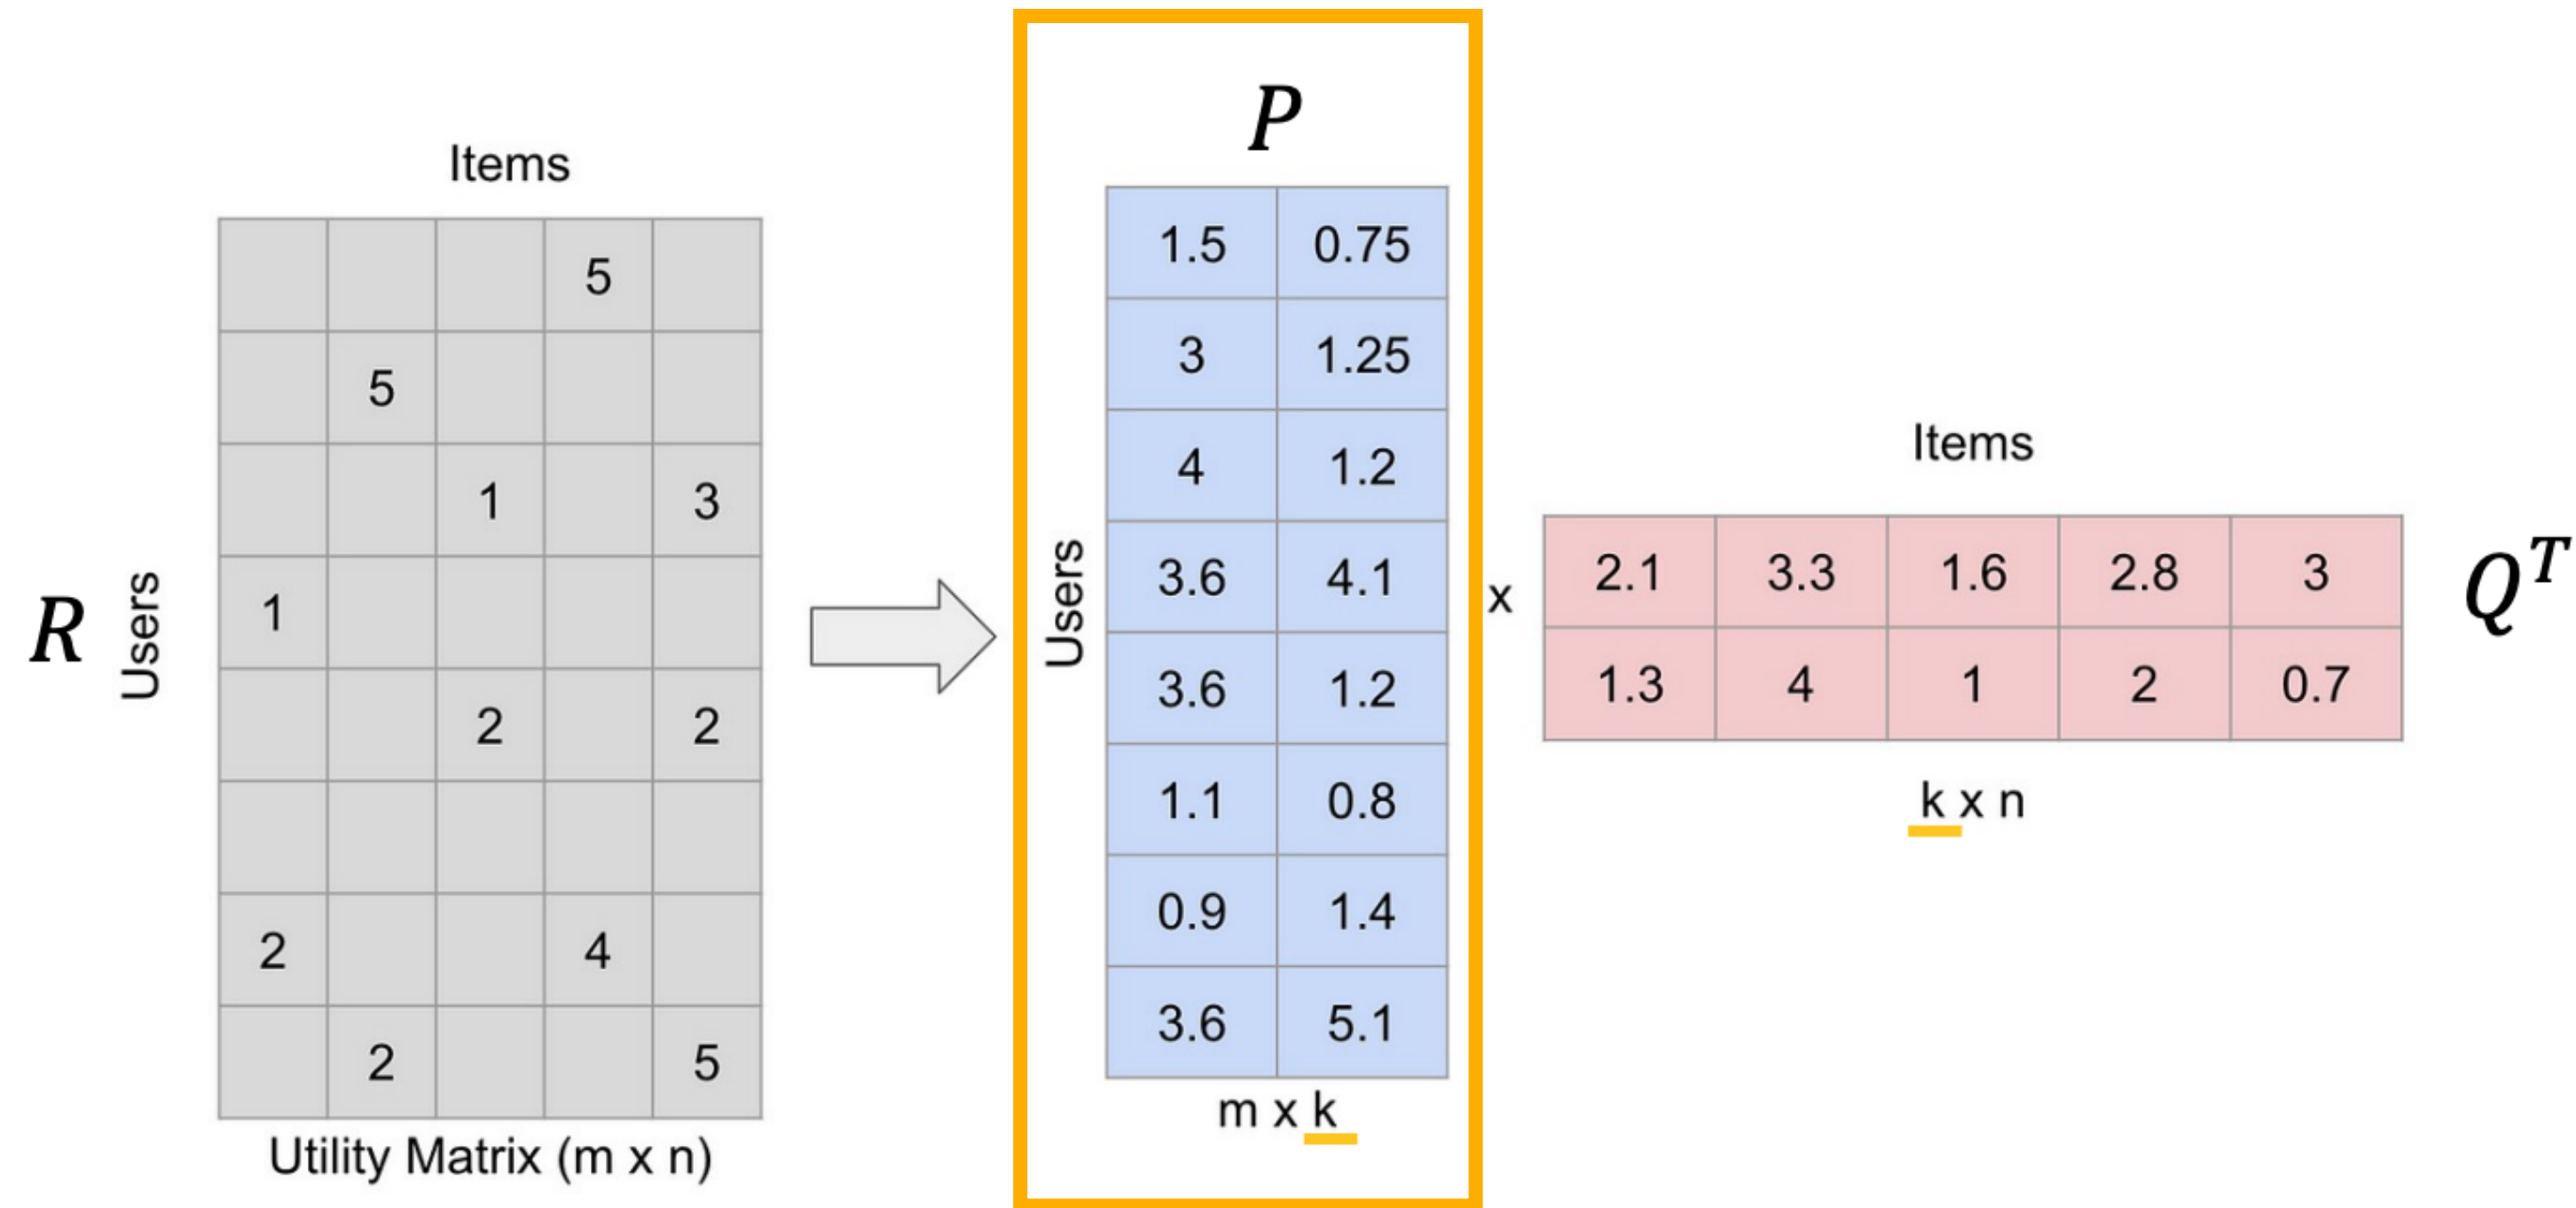 Items
5
5
1 3
1
2 2
2 4
2 5
R
Users
Utility Matrix (m x n)
P
1.5 0.75
3 1.25
4 1.2
3.6 4.1
3.6 1.2
1.1 0.8
0.9 1.4
3.6 5.1
Users
m x k
x
Items
2.1 3.3 1.6 2.8 3
1.3 4 1 2 0.7
Qᵀ
k x n